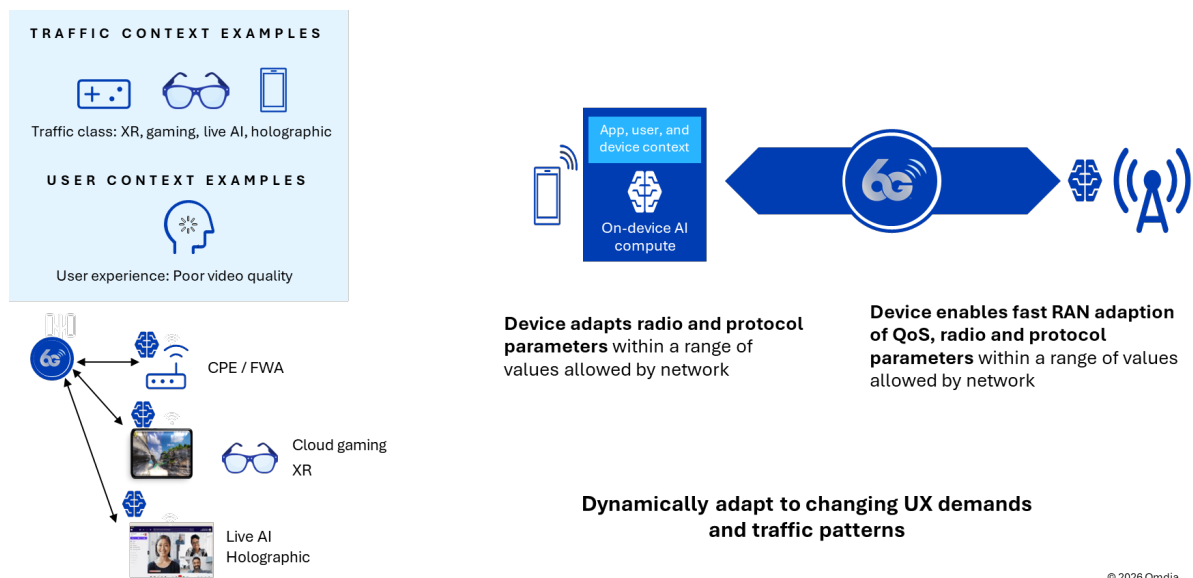 TRAFFIC CONTEXT EXAMPLES
Traffic class: XR, gaming, live AI, holographic
USER CONTEXT EXAMPLES
User experience: Poor video quality
6G
CPE / FWA
Cloud gaming
XR
Live AI
Holographic
App, user, and
device context
On-device AI
compute
6G
Device adapts radio and protocol
parameters within a range of
values allowed by network
Device enables fast RAN adaption
of QoS, radio and protocol
parameters within a range of values
allowed by network
Dynamically adapt to changing UX demands
and traffic patterns
© 2026 Omdia